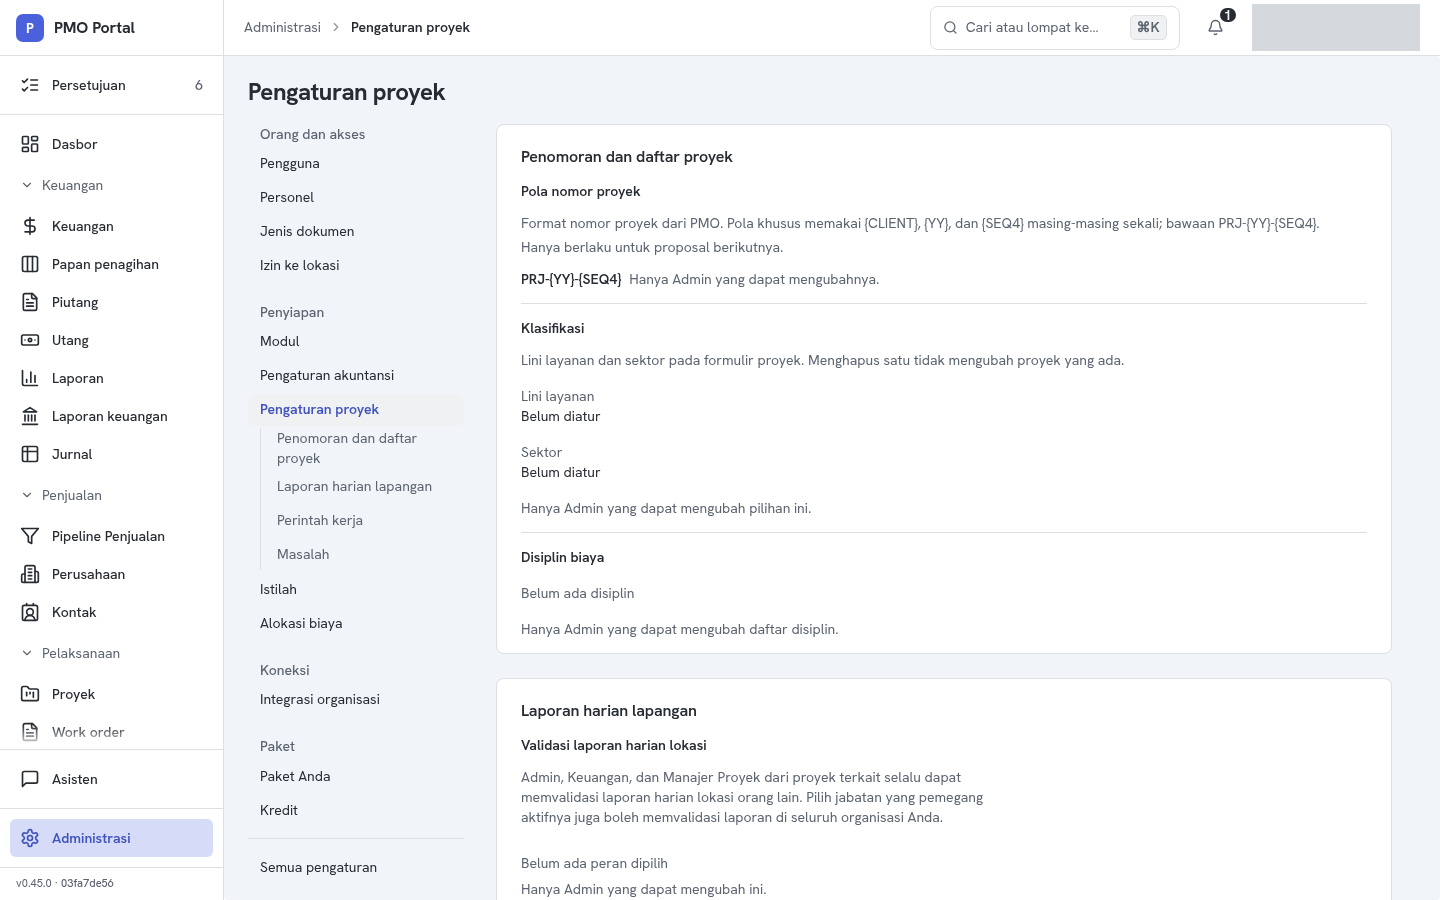 P PMO Portal
Administrasi > Pengaturan proyek
Cari atau lompat ke... ⌘K
1
Persetujuan 6
Dasbor
Keuangan
Keuangan
Papan penagihan
Piutang
Utang
Laporan
Laporan keuangan
Jurnal
Penjualan
Pipeline Penjualan
Perusahaan
Kontak
Pelaksanaan
Proyek
Work order
Asisten
Administrasi
v0.45.0 · 03fa7de56
Pengaturan proyek
Orang dan akses
Pengguna
Personel
Jenis dokumen
Izin ke lokasi
Penyiapan
Modul
Pengaturan akuntansi
Pengaturan proyek
Penomoran dan daftar
proyek
Laporan harian lapangan
Perintah kerja
Masalah
Istilah
Alokasi biaya
Koneksi
Integrasi organisasi
Paket
Paket Anda
Kredit
Semua pengaturan
Penomoran dan daftar proyek
Pola nomor proyek
Format nomor proyek dari PMO. Pola khusus memakai {CLIENT}, {YY}, dan {SEQ4} masing-masing sekali; bawaan PRJ-{YY}-{SEQ4}.
Hanya berlaku untuk proposal berikutnya.
PRJ-{YY}-{SEQ4} Hanya Admin yang dapat mengubahnya.
Klasifikasi
Lini layanan dan sektor pada formulir proyek. Menghapus satu tidak mengubah proyek yang ada.
Lini layanan
Belum diatur
Sektor
Belum diatur
Hanya Admin yang dapat mengubah pilihan ini.
Disiplin biaya
Belum ada disiplin
Hanya Admin yang dapat mengubah daftar disiplin.
Laporan harian lapangan
Validasi laporan harian lokasi
Admin, Keuangan, dan Manajer Proyek dari proyek terkait selalu dapat
memvalidasi laporan harian lokasi orang lain. Pilih jabatan yang pemegang
aktifnya juga boleh memvalidasi laporan di seluruh organisasi Anda.
Belum ada peran dipilih
Hanya Admin yang dapat mengubah ini.